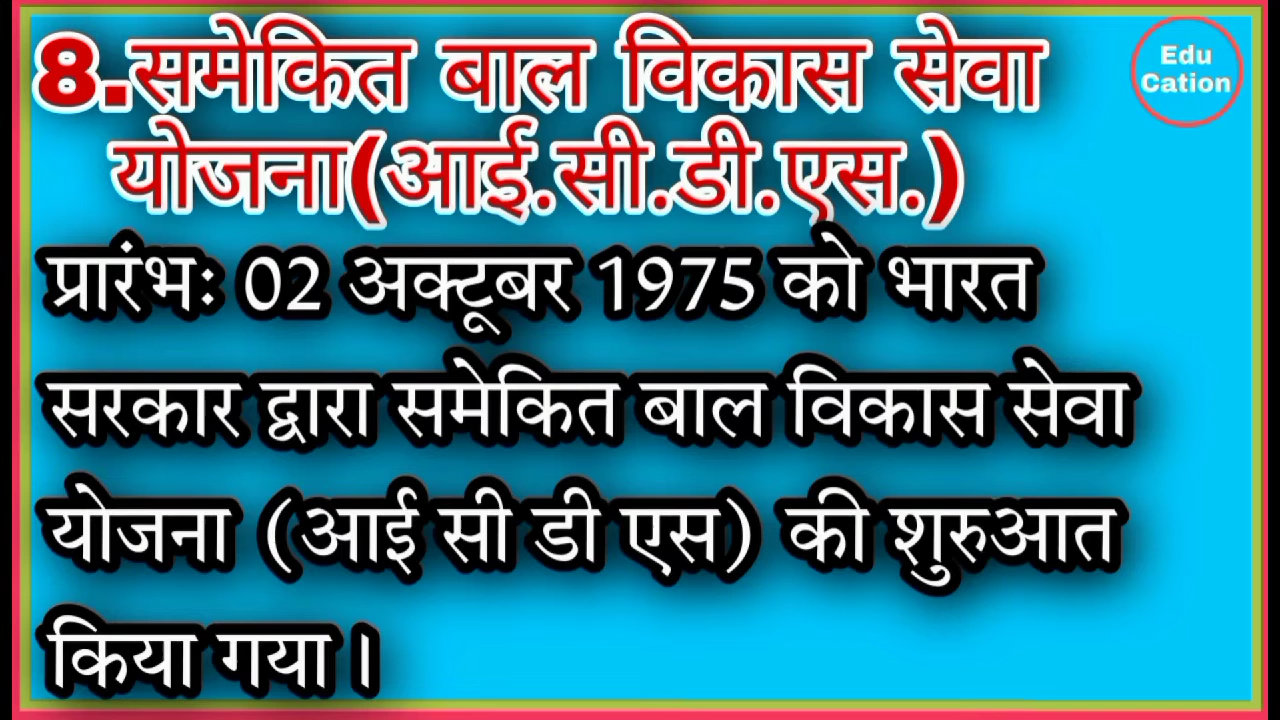 8.समेकित बाल विकास सेवा
योजना(आई.सी.डी.एस.)
Edu
Cation
प्रारंभः 02 अक्टूबर 1975 को भारत
सरकार द्वारा समेकित बाल विकास सेवा
योजना (आई सी डी एस) की शुरुआत
किया गया।